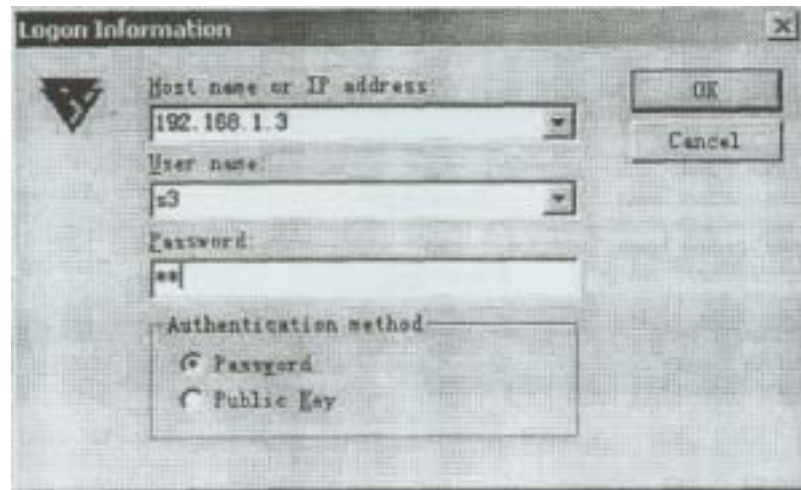 Logon Information
Host name or IP address:
192.168.1.3
User name:
s3
Password:
**
Authentication method
Password
Public Key
OK
Cancel